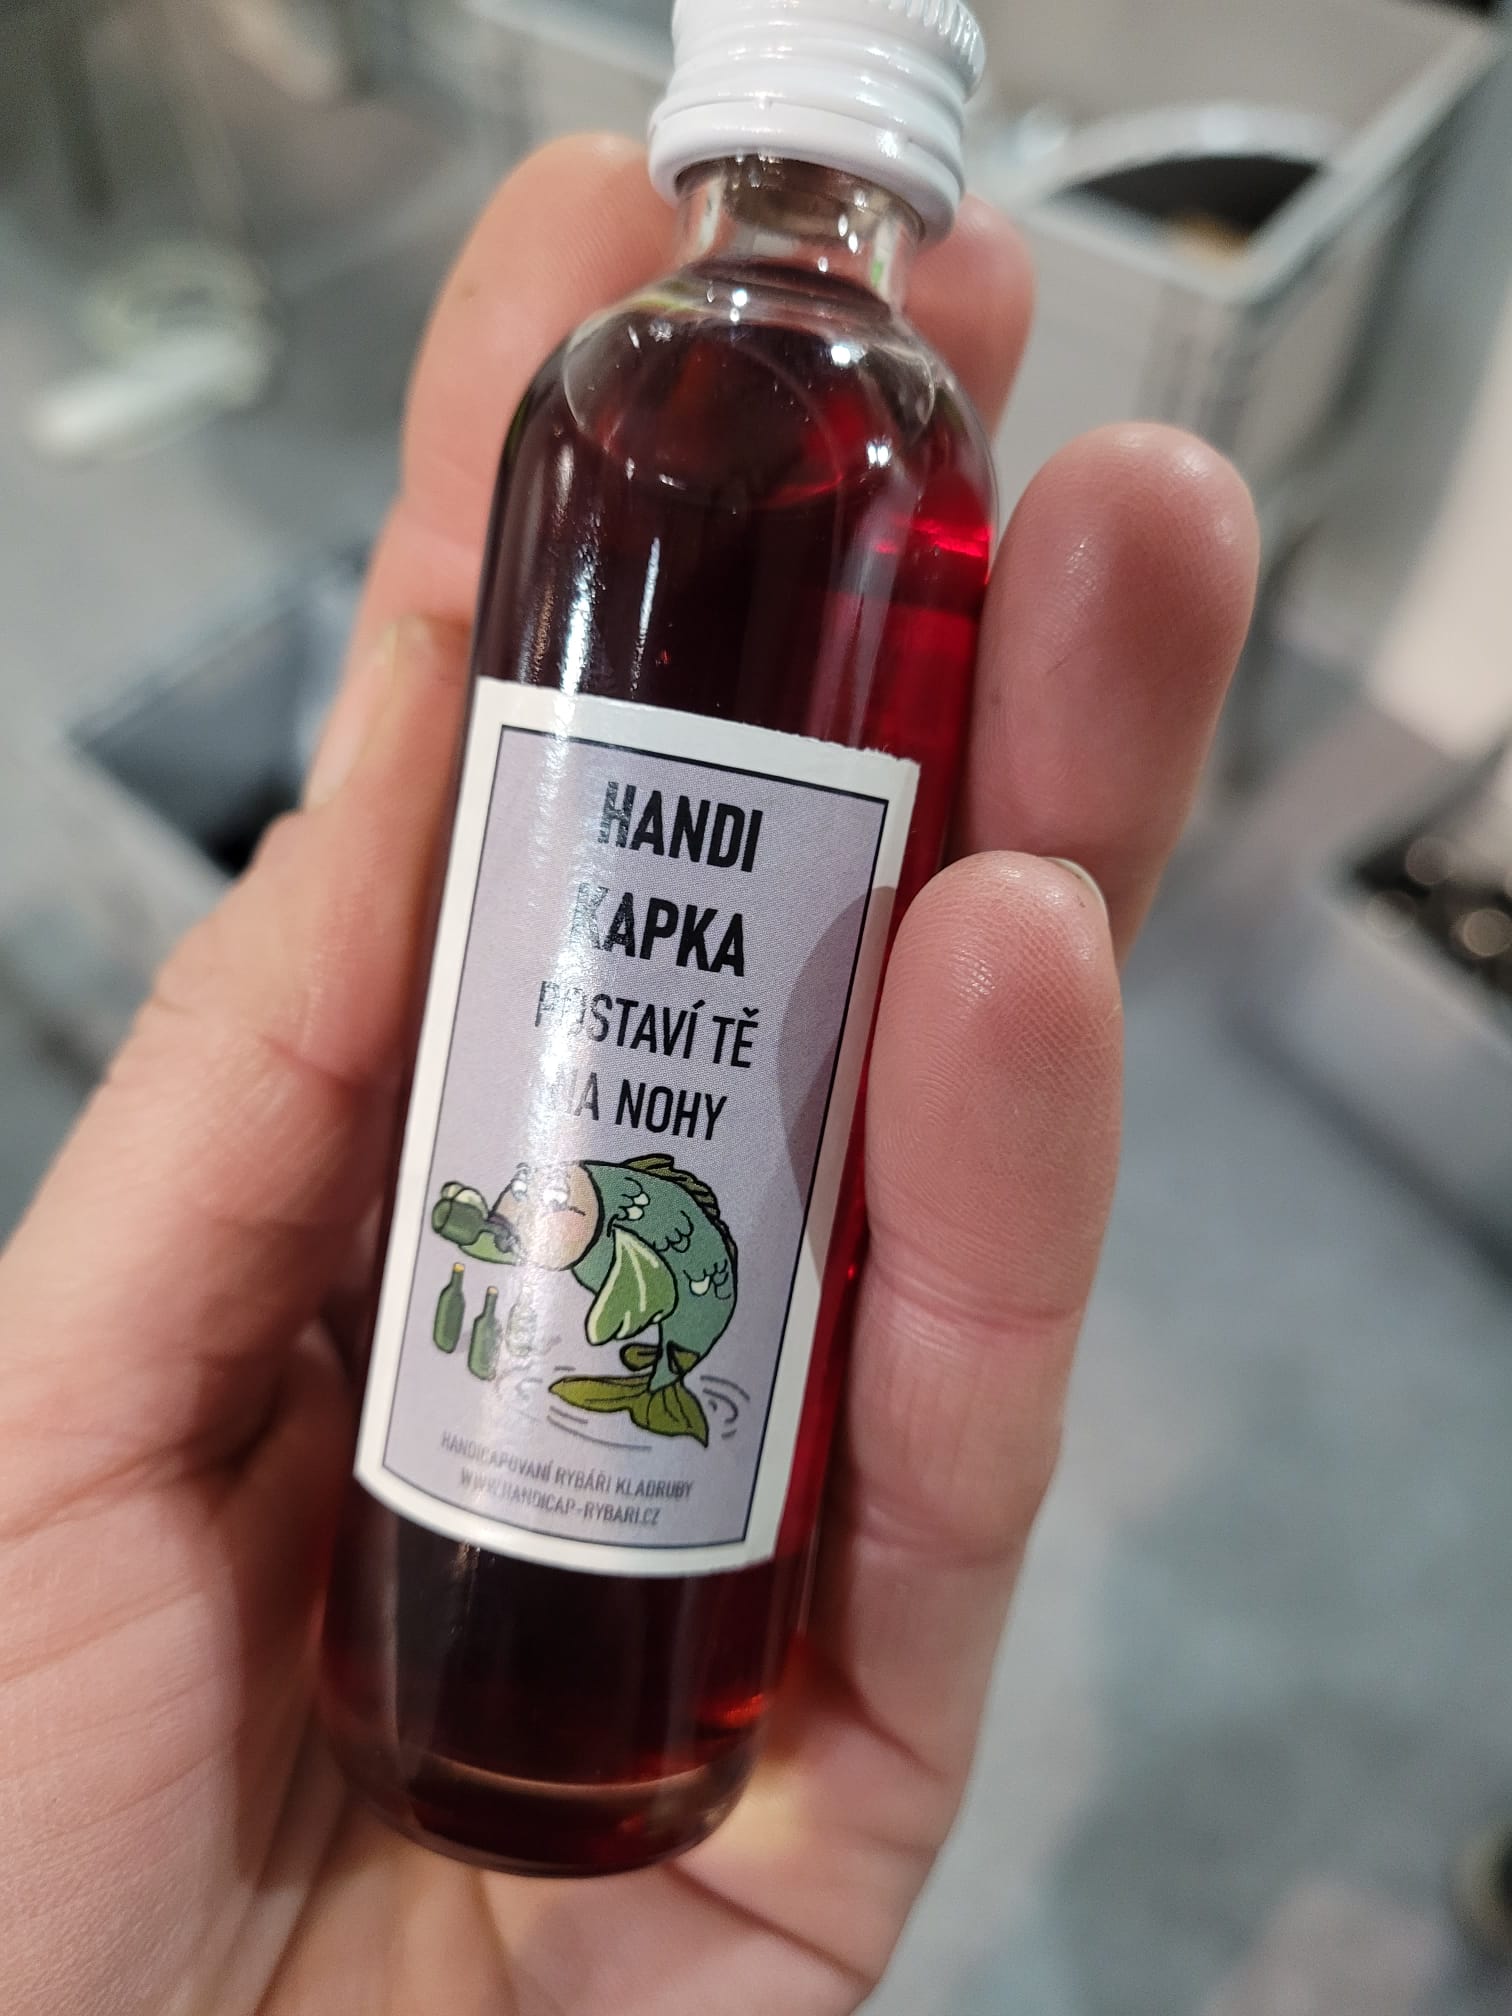 HANDI
KAPKA
POSTAVÍ TĚ
NA NOHY
HANDICAPOVANÍ RYBÁŘI KLADRUBY
WWW.HANDICAP-RYBARI.CZ